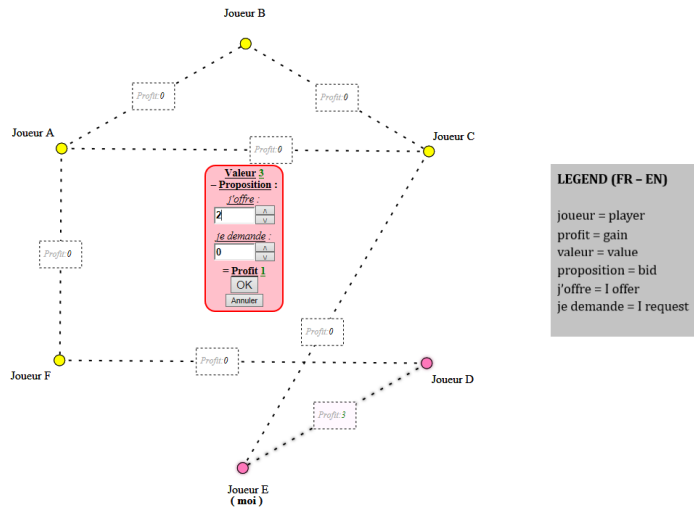 Joueur B
Profit:0
Profit:0
Joueur A
Joueur C
Profit:0
Valeur 3
– Proposition :
j'offre :
2
je demande :
0
= Profit 1
OK
Annuler
LEGEND (FR – EN)
joueur = player
profit = gain
valeur = value
proposition = bid
j'offre = I offer
je demande = I request
Profit:0
Profit:0
Profit:0
Joueur F
Joueur D
Profit:3
Joueur E
( moi )